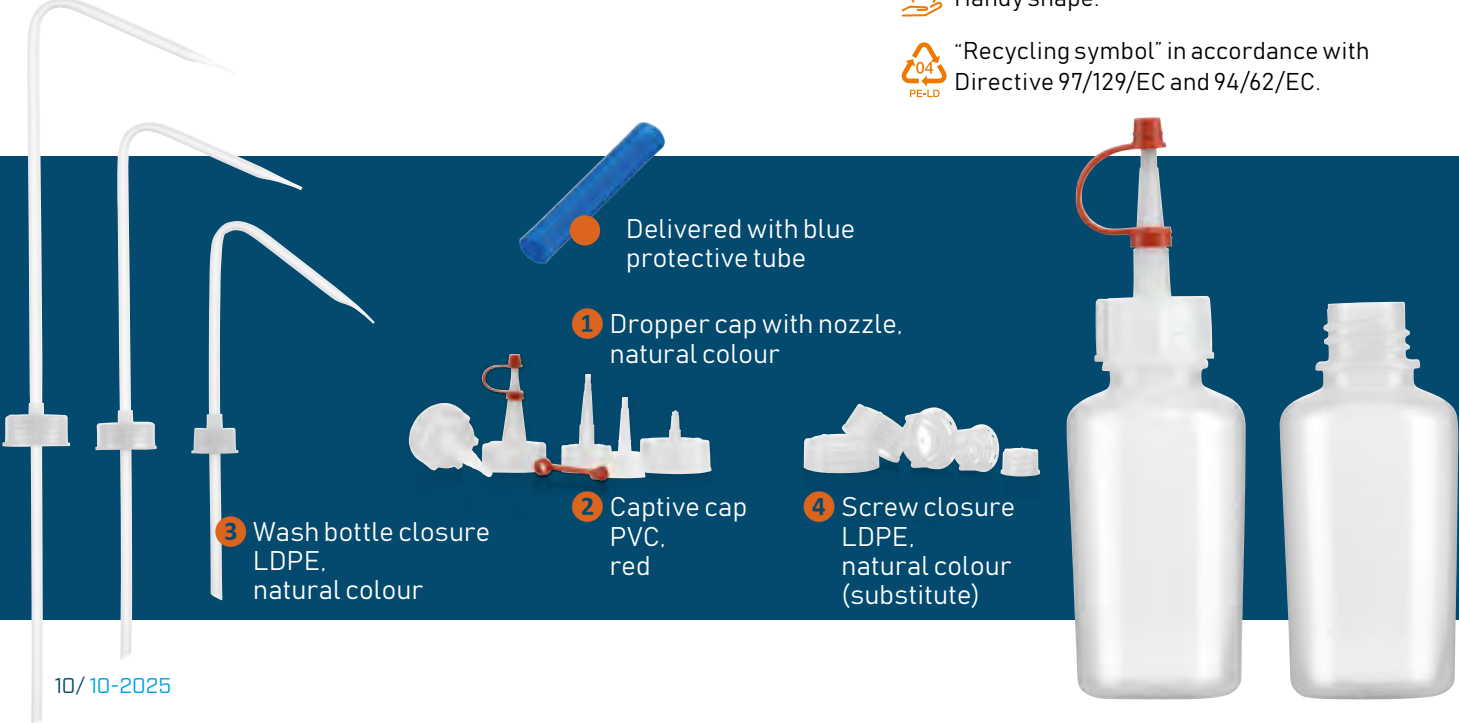 Handy shape.
04
PE-LD
“Recycling symbol” in accordance with
Directive 97/129/EC and 94/62/EC.
Delivered with blue
protective tube
1 Dropper cap with nozzle,
natural colour
2 Captive cap
PVC,
red
3 Wash bottle closure
LDPE,
natural colour
4 Screw closure
LDPE,
natural colour
(substitute)
10/ 10-2025